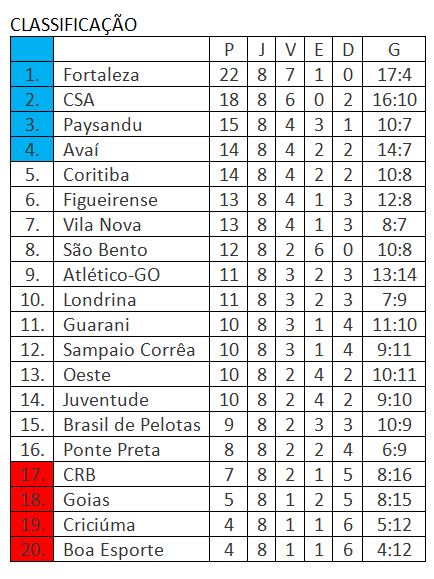 CLASSIFICAÇÃO
P J V E D G
1. Fortaleza 22 8 7 1 0 17:4
2. CSA 18 8 6 0 2 16:10
3. Paysandu 15 8 4 3 1 10:7
4. Avaí 14 8 4 2 2 14:7
5. Coritiba 14 8 4 2 2 10:8
6. Figueirense 13 8 4 1 3 12:8
7. Vila Nova 13 8 4 1 3 8:7
8. São Bento 12 8 2 6 0 10:8
9. Atlético-GO 11 8 3 2 3 13:14
10. Londrina 11 8 3 2 3 7:9
11. Guarani 10 8 3 1 4 11:10
12. Sampaio Corrêa 10 8 3 1 4 9:11
13. Oeste 10 8 2 4 2 10:11
14. Juventude 10 8 2 4 2 9:10
15. Brasil de Pelotas 9 8 2 3 3 10:9
16. Ponte Preta 8 8 2 2 4 6:9
17. CRB 7 8 2 1 5 8:16
18. Goias 5 8 1 2 5 8:15
19. Criciúma 4 8 1 1 6 5:12
20. Boa Esporte 4 8 1 1 6 4:12